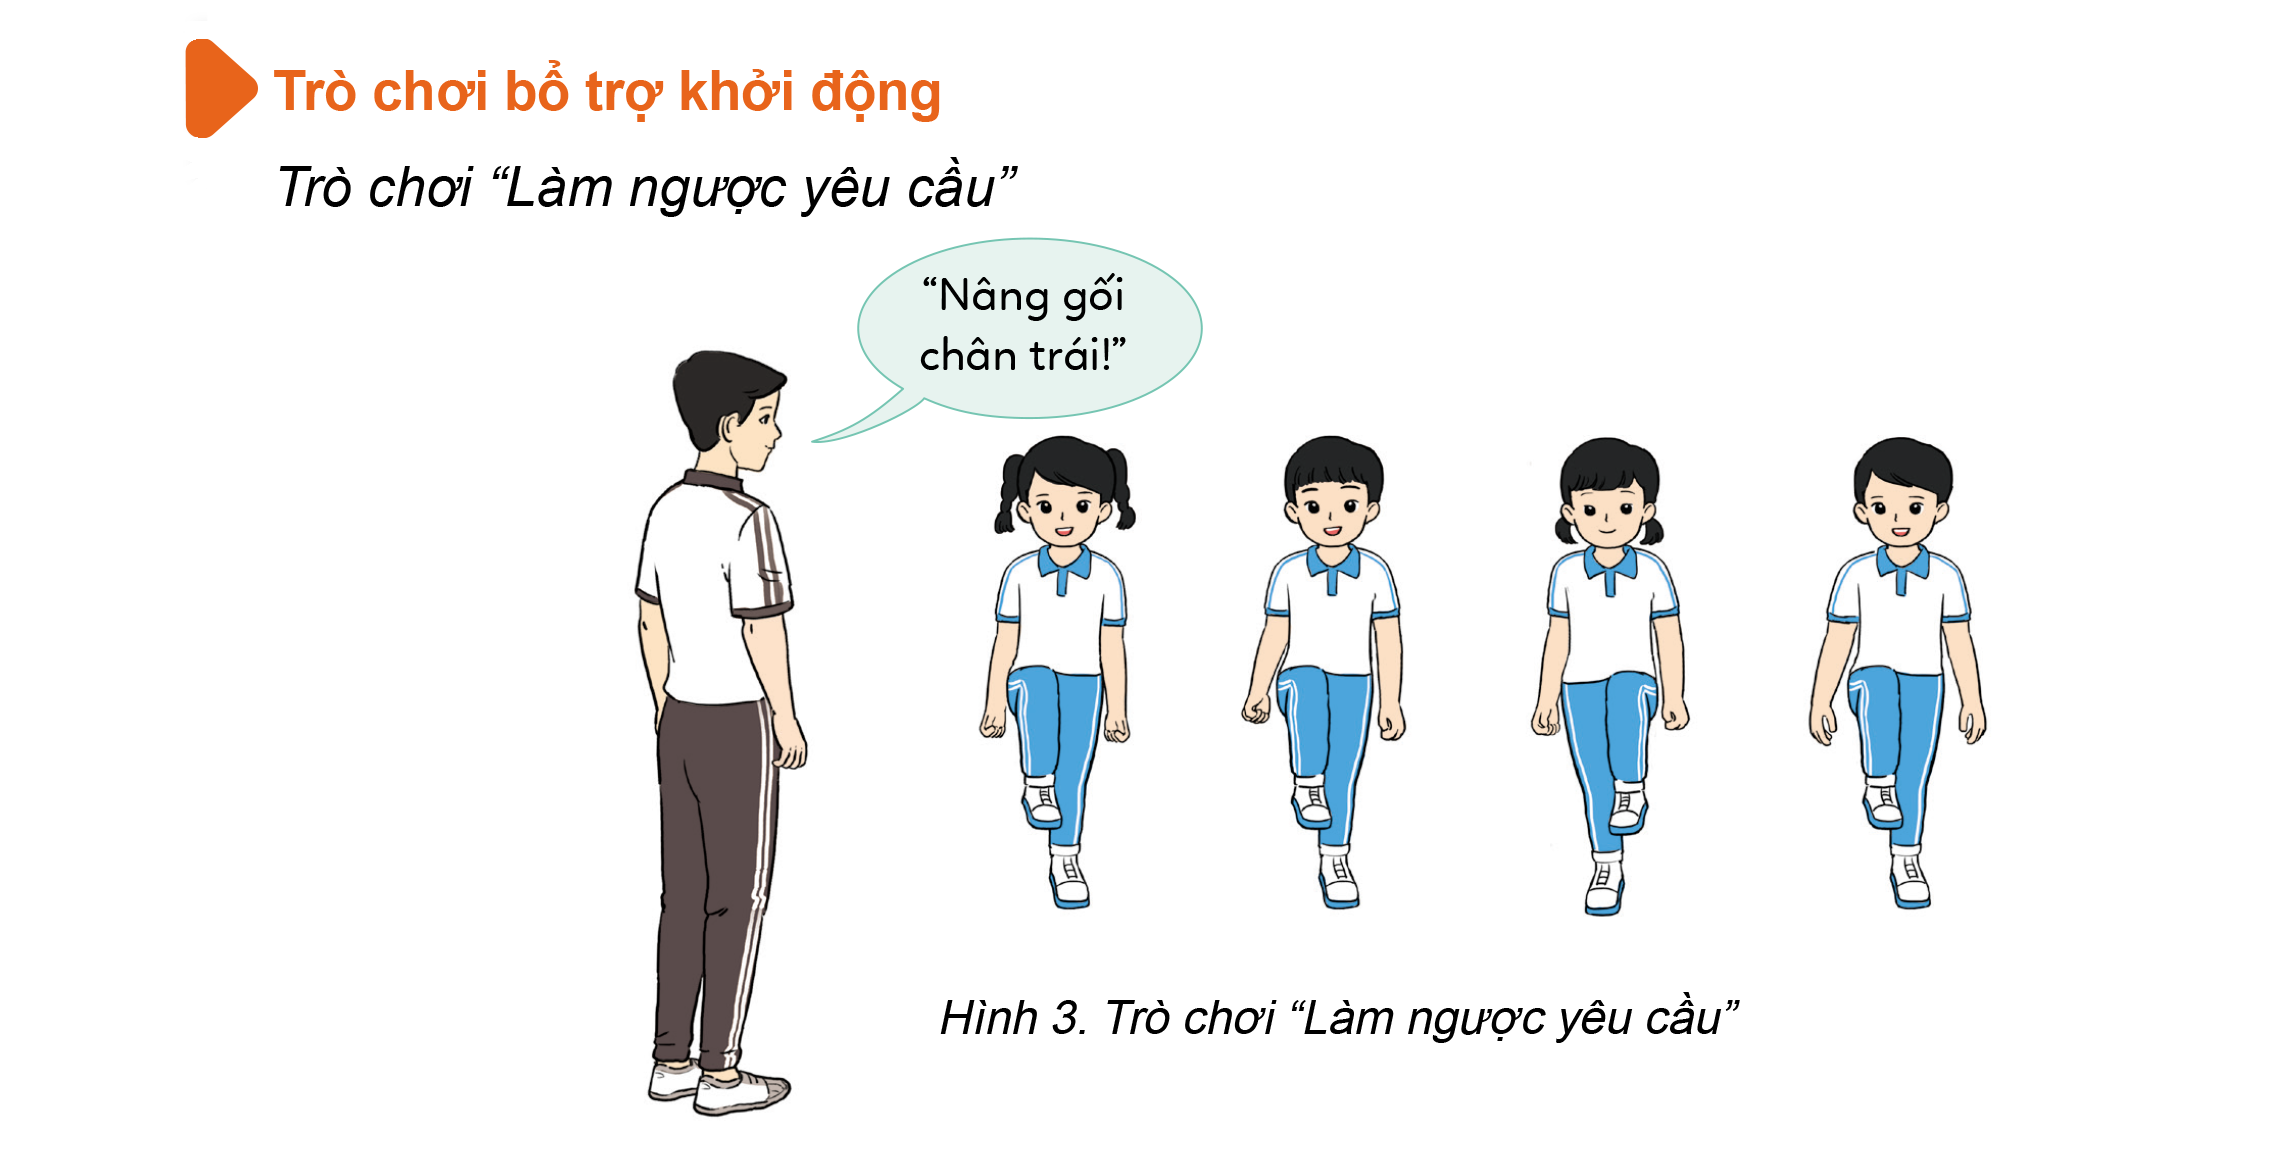 Trò chơi bổ trợ khởi động
Trò chơi “Làm ngược yêu cầu”
“Nâng gối
chân trái!”
Hình 3. Trò chơi “Làm ngược yêu cầu”